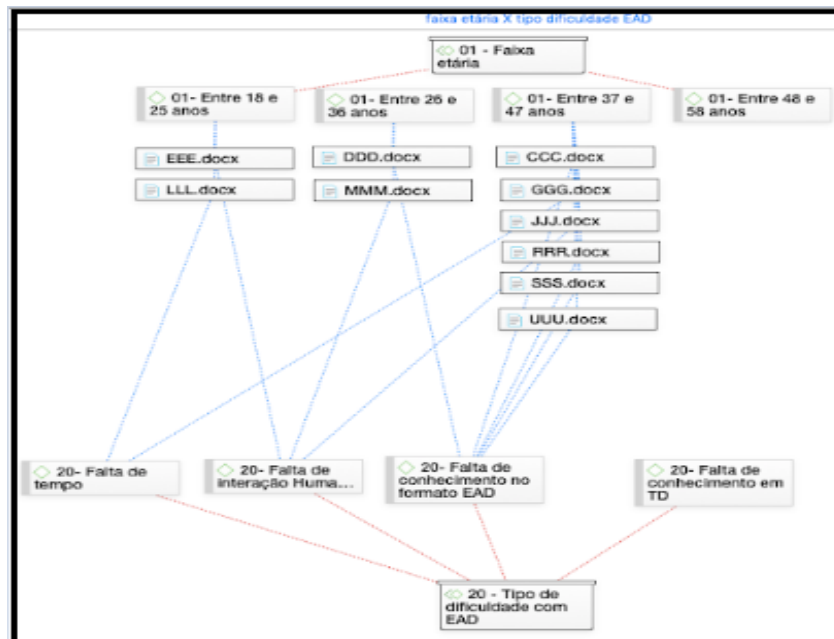 faixa etária X tipo dificuldade EAD
01 - Faixa
etária
01- Entre 18 e
25 anos
01- Entre 26 e
36 anos
01- Entre 37 e
47 anos
01- Entre 48 e
58 anos
EEE.docx
DDD.docx
CCC.docx
LLL.docx
MMM.docx
GGG.docx
JJJ.docx
RRR.docx
SSS.docx
UUU.docx
20- Falta de
tempo
20- Falta de
interação Huma...
20- Falta de
conhecimento no
formato EAD
20- Falta de
conhecimento em
TD
20 - Tipo de
dificuldade com
EAD